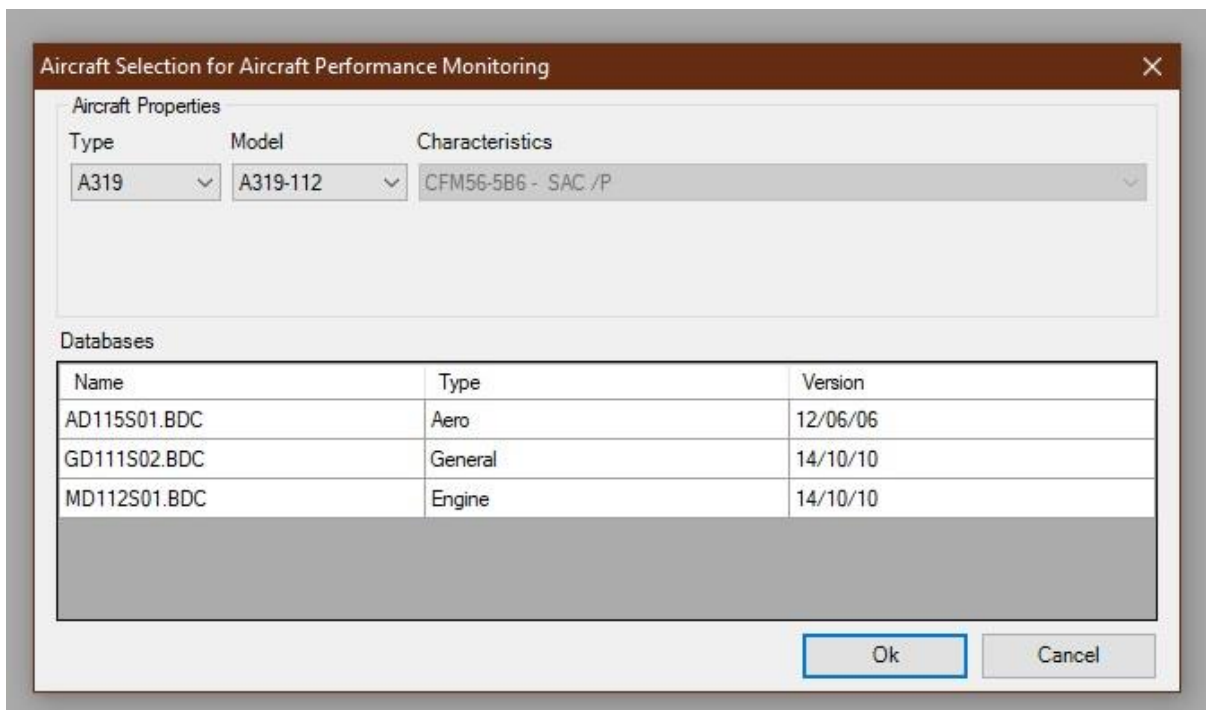 Aircraft Selection for Aircraft Performance Monitoring
Aircraft Properties
Type Model Characteristics
A319 A319-112 CFM56-5B6 - SAC /P
Databases
Name Type Version
AD115S01.BDC Aero 12/06/06
GD111S02.BDC General 14/10/10
MD112S01.BDC Engine 14/10/10
Ok Cancel